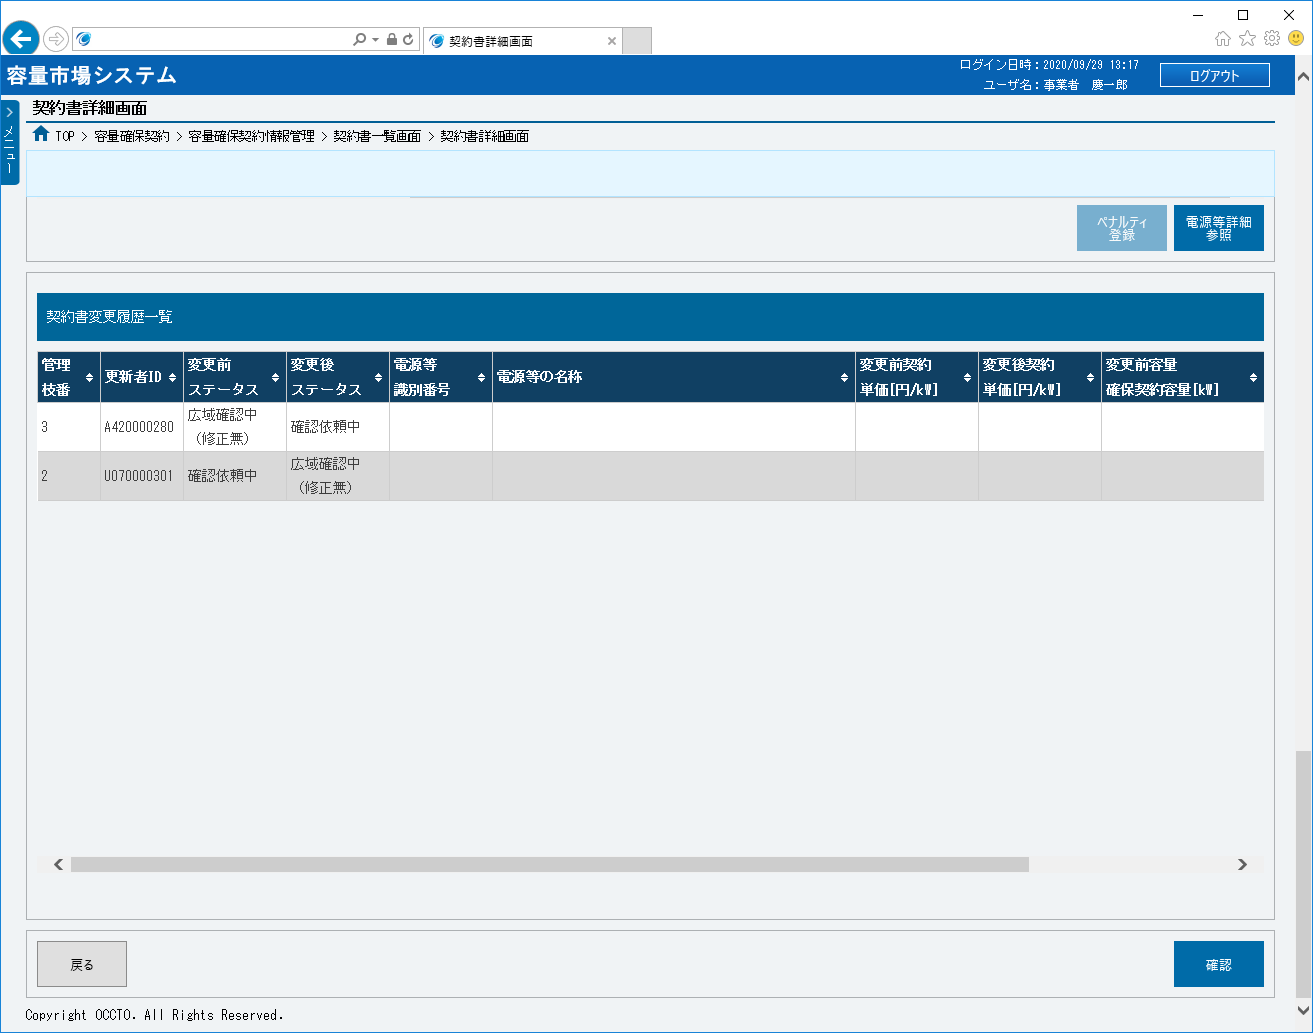 契約書詳細画面
容量市場システム
ログイン日時：2020/09/29 13:17
ユーザ名：事業者　慶一郎
ログアウト
メニュー
契約書詳細画面
TOP > 容量確保契約 > 容量確保契約情報管理 > 契約書一覧画面 > 契約書詳細画面
ペナルティ
登録
電源等詳細
参照
契約書変更履歴一覧
管理
枝番
更新者ID
変更前
ステータス
変更後
ステータス
電源等
識別番号
電源等の名称
変更前契約
単価[円/kW]
変更後契約
単価[円/kW]
変更前容量
確保契約容量[kW]
3
A420000280
広域確認中
（修正無）
確認依頼中
2
U070000301
確認依頼中
広域確認中
（修正無）
戻る
確認
Copyright OCCTO. All Rights Reserved.